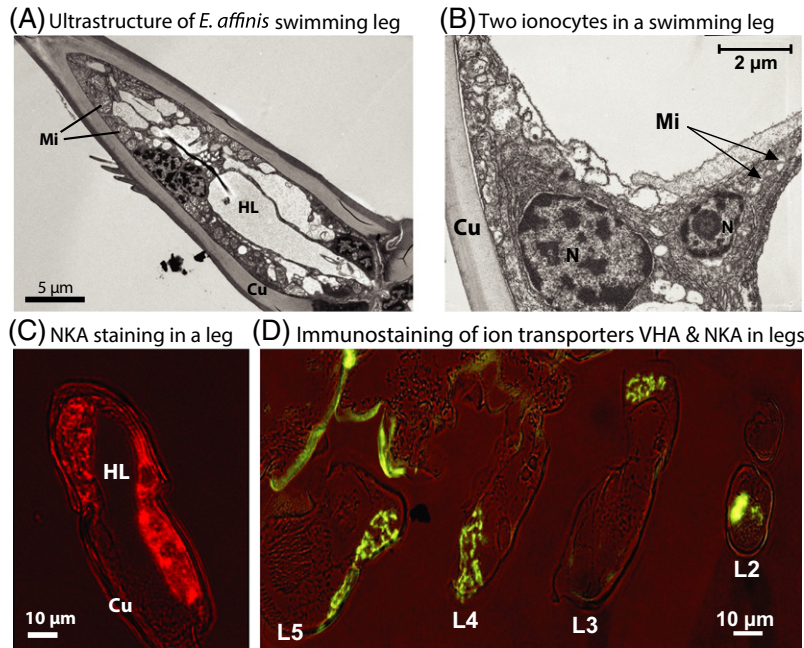 (A) Ultrastructure of E. affinis swimming leg
Mi
HL
Cu
5 µm
(B) Two ionocytes in a swimming leg
2 µm
Mi
Cu
N
N
(C) NKA staining in a leg
HL
Cu
10 µm
(D) Immunostaining of ion transporters VHA & NKA in legs
L5
L4
L3
L2
10 µm